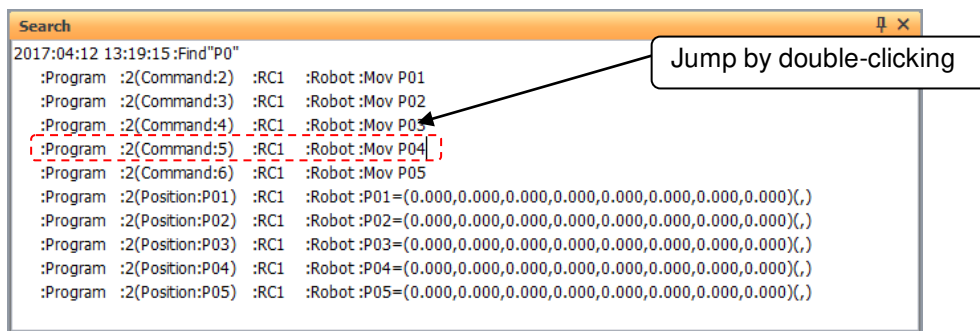 Search
2017:04:12 13:19:15 :Find"P0"
Jump by double-clicking
:Program :2(Command:2) :RC1 :Robot :Mov P01
:Program :2(Command:3) :RC1 :Robot :Mov P02
:Program :2(Command:4) :RC1 :Robot :Mov P03
:Program :2(Command:5) :RC1 :Robot :Mov P04
:Program :2(Command:6) :RC1 :Robot :Mov P05
:Program :2(Position:P01) :RC1 :Robot :P01=(0.000,0.000,0.000,0.000,0.000,0.000,0.000,0.000)(,)
:Program :2(Position:P02) :RC1 :Robot :P02=(0.000,0.000,0.000,0.000,0.000,0.000,0.000,0.000)(,)
:Program :2(Position:P03) :RC1 :Robot :P03=(0.000,0.000,0.000,0.000,0.000,0.000,0.000,0.000)(,)
:Program :2(Position:P04) :RC1 :Robot :P04=(0.000,0.000,0.000,0.000,0.000,0.000,0.000,0.000)(,)
:Program :2(Position:P05) :RC1 :Robot :P05=(0.000,0.000,0.000,0.000,0.000,0.000,0.000,0.000)(,)